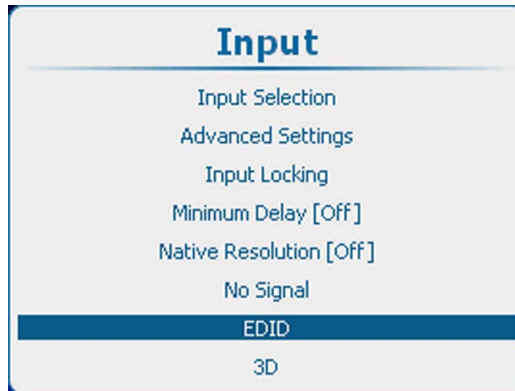 Input
Input Selection
Advanced Settings
Input Locking
Minimum Delay [Off]
Native Resolution [Off]
No Signal
EDID
3D